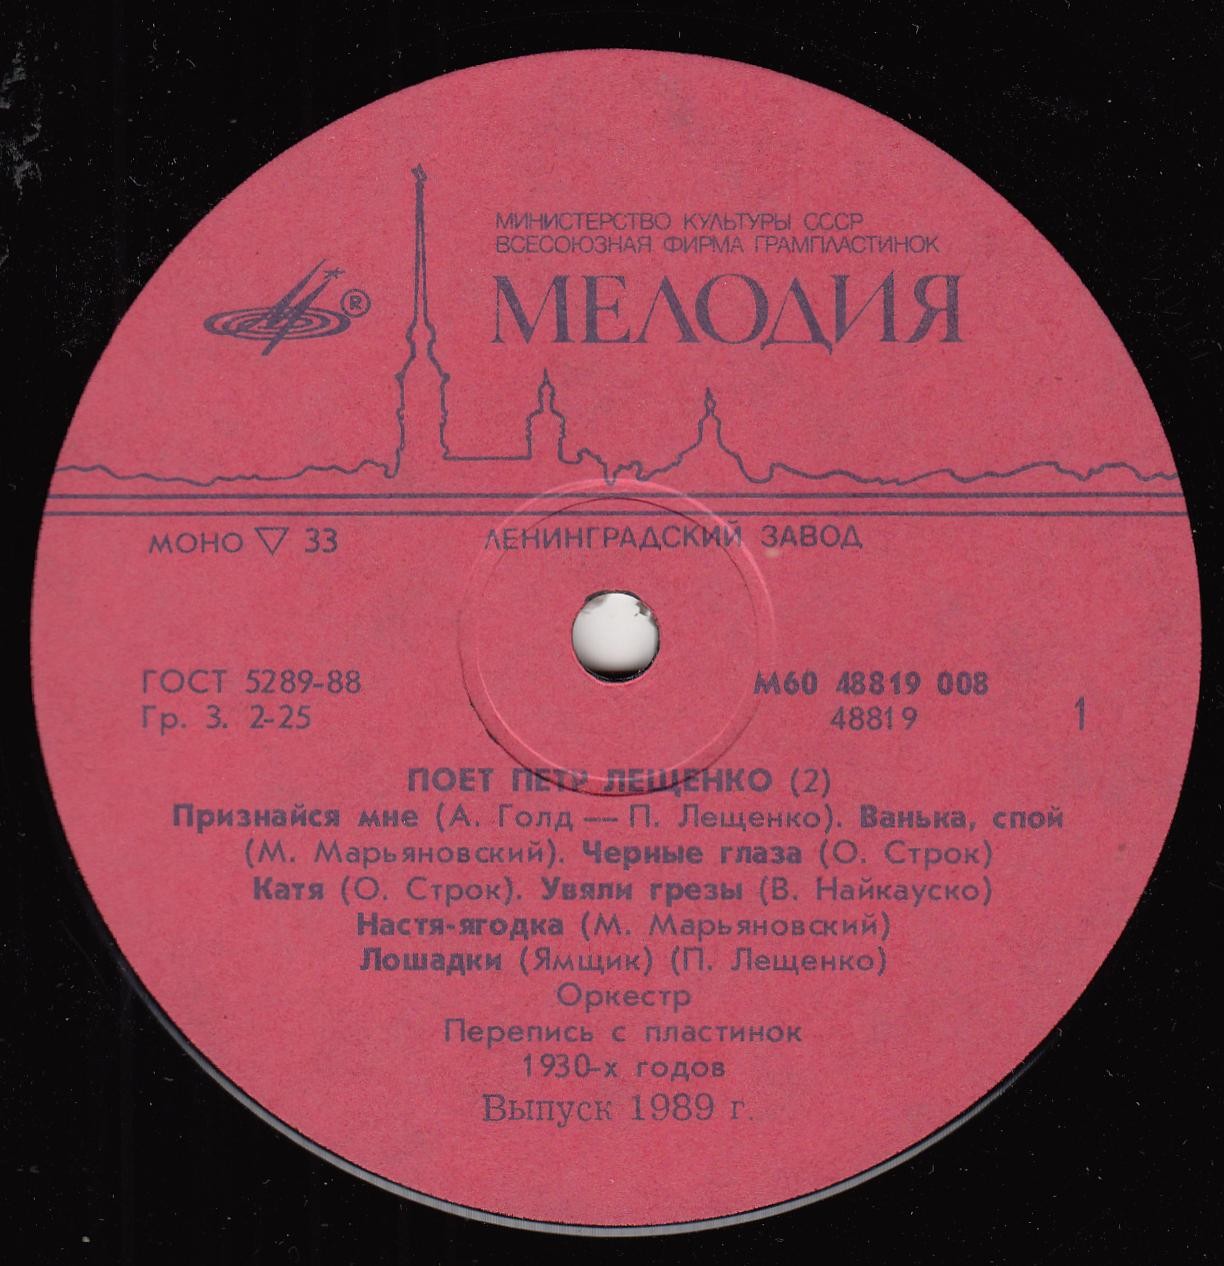 МИНИСТЕРСТВО КУЛЬТУРЫ СССР
ВСЕСОЮЗНАЯ ФИРМА ГРАМПЛАСТИНОК
МЕЛОДИЯ
®
МОНО ▽ 33
ЛЕНИНГРАДСКИЙ ЗАВОД
ГОСТ 5289-88
Гр. 3. 2-25
М60 48819 008
48819
1
ПОЕТ ПЕТР ЛЕЩЕНКО (2)
Признайся мне (А. Голд — П. Лещенко). Ванька, спой
(М. Марьяновский). Черные глаза (О. Строк)
Катя (О. Строк). Увяли грезы (В. Найкауско)
Настя-ягодка (М. Марьяновский)
Лошадки (Ямщик) (П. Лещенко)
Оркестр
Перепись с пластинок
1930-х годов
Выпуск 1989 г.